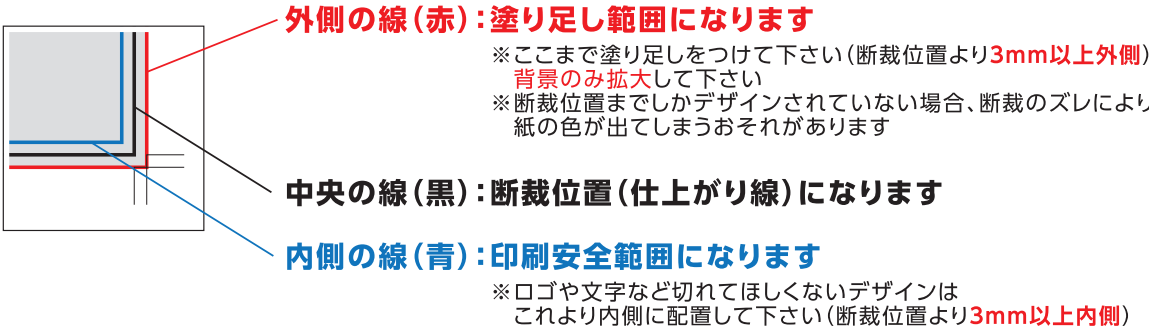 外側の線（赤）：塗り足し範囲になります
※ここまで塗り足しをつけて下さい（断裁位置より3mm以上外側）
背景のみ拡大して下さい
※断裁位置までしかデザインされていない場合、断裁のズレにより
紙の色が出てしまうおそれがあります
中央の線（黒）：断裁位置（仕上がり線）になります
内側の線（青）：印刷安全範囲になります
※ロゴや文字など切れてほしくないデザインは
これより内側に配置して下さい（断裁位置より3mm以上内側）